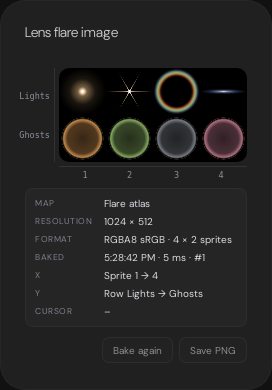 Lens flare image
Lights
Ghosts
1 2 3 4
MAP Flare atlas
RESOLUTION 1024 × 512
FORMAT RGBA8 sRGB · 4 × 2 sprites
BAKED 5:28:42 PM · 5 ms · #1
X Sprite 1 → 4
Y Row Lights → Ghosts
CURSOR –
Bake again Save PNG